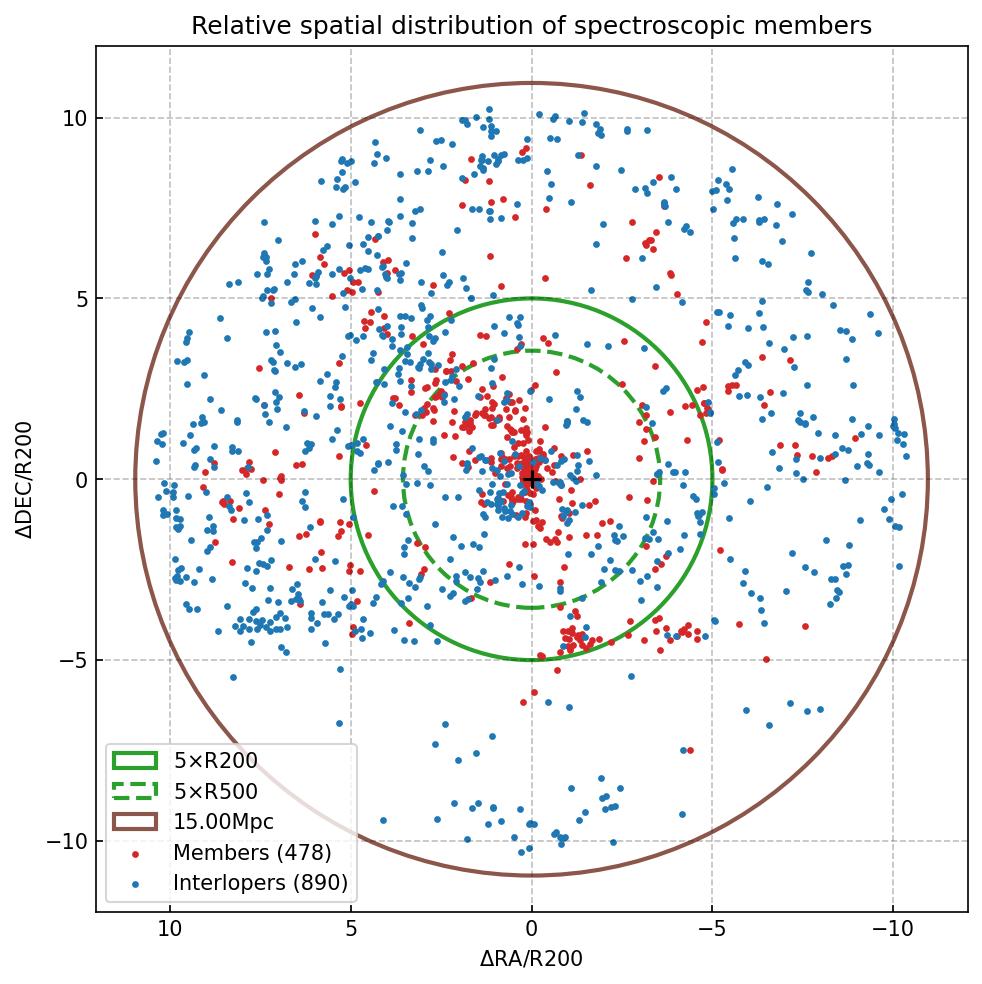 Relative spatial distribution of spectroscopic members
ΔDEC/R200
10
5
0
−5
−10
5×R200
5×R500
15.00Mpc
Members (478)
Interlopers (890)
10
5
0
−5
−10
ΔRA/R200